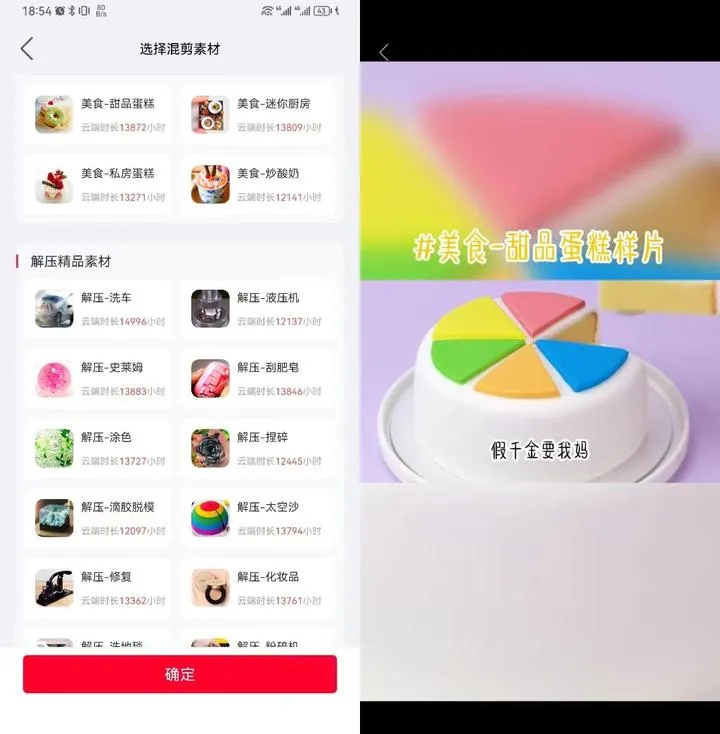 18:54
80
B/s
43
选择混剪素材
美食-甜品蛋糕
云端时长13872小时
美食-迷你厨房
云端时长13809小时
美食-私房蛋糕
云端时长13271小时
美食-炒酸奶
云端时长12141小时
解压精品素材
解压-洗车
云端时长14996小时
解压-液压机
云端时长12137小时
解压-史莱姆
云端时长13883小时
解压-刮肥皂
云端时长13846小时
解压-涂色
云端时长13727小时
解压-捏碎
云端时长12445小时
解压-滴胶脱模
云端时长12097小时
解压-太空沙
云端时长13794小时
解压-修复
云端时长13362小时
解压-化妆品
云端时长13761小时
解压-洗地毯
解压-粉碎机
确定
#美食-甜品蛋糕样片
假千金要我妈